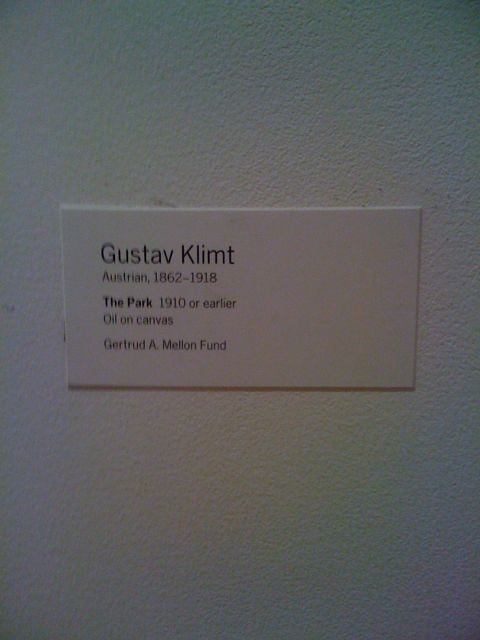 Gustav Klimt
Austrian, 1862–1918
The Park 1910 or earlier
Oil on canvas
Gertrud A. Mellon Fund